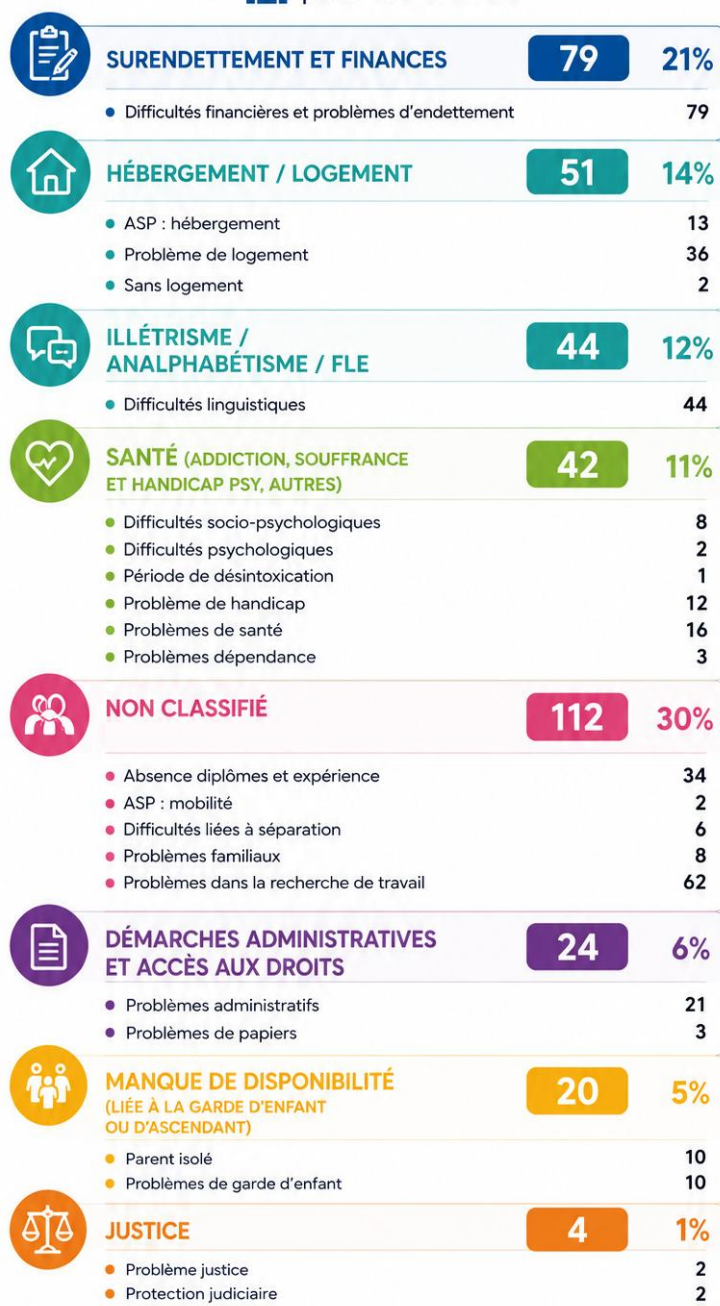 SURENDETTEMENT ET FINANCES 79 21%
• Difficultés financières et problèmes d'endettement 79
HÉBERGEMENT / LOGEMENT 51 14%
• ASP : hébergement 13
• Problème de logement 36
• Sans logement 2
ILLÉTRISME /
ANALPHABÉTISME / FLE 44 12%
• Difficultés linguistiques 44
SANTÉ (ADDICTION, SOUFFRANCE
ET HANDICAP PSY, AUTRES) 42 11%
• Difficultés socio-psychologiques 8
• Difficultés psychologiques 2
• Période de désintoxication 1
• Problème de handicap 12
• Problèmes de santé 16
• Problèmes dépendance 3
NON CLASSIFIÉ 112 30%
• Absence diplômes et expérience 34
• ASP : mobilité 2
• Difficultés liées à séparation 6
• Problèmes familiaux 8
• Problèmes dans la recherche de travail 62
DÉMARCHES ADMINISTRATIVES
ET ACCÈS AUX DROITS 24 6%
• Problèmes administratifs 21
• Problèmes de papiers 3
MANQUE DE DISPONIBILITÉ
(LIÉE À LA GARDE D'ENFANT
OU D'ASCENDANT) 20 5%
• Parent isolé 10
• Problèmes de garde d'enfant 10
JUSTICE 4 1%
• Problème justice 2
• Protection judiciaire 2